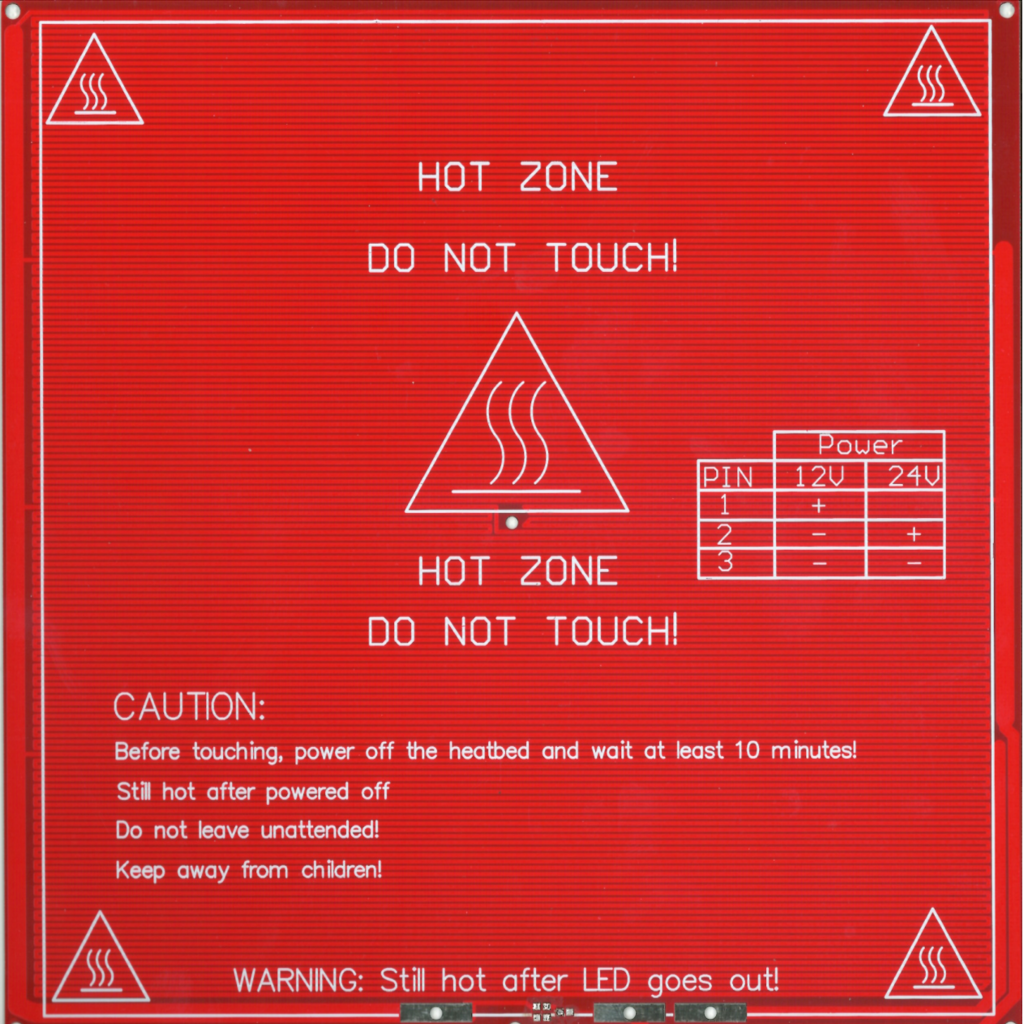 HOT ZONE
DO NOT TOUCH!
Power
PIN 12V 24V
1 +
2 - +
3 - -
HOT ZONE
DO NOT TOUCH!
CAUTION:
Before touching, power off the heatbed and wait at least 10 minutes!
Still hot after powered off
Do not leave unattended!
Keep away from children!
WARNING: Still hot after LED goes out!